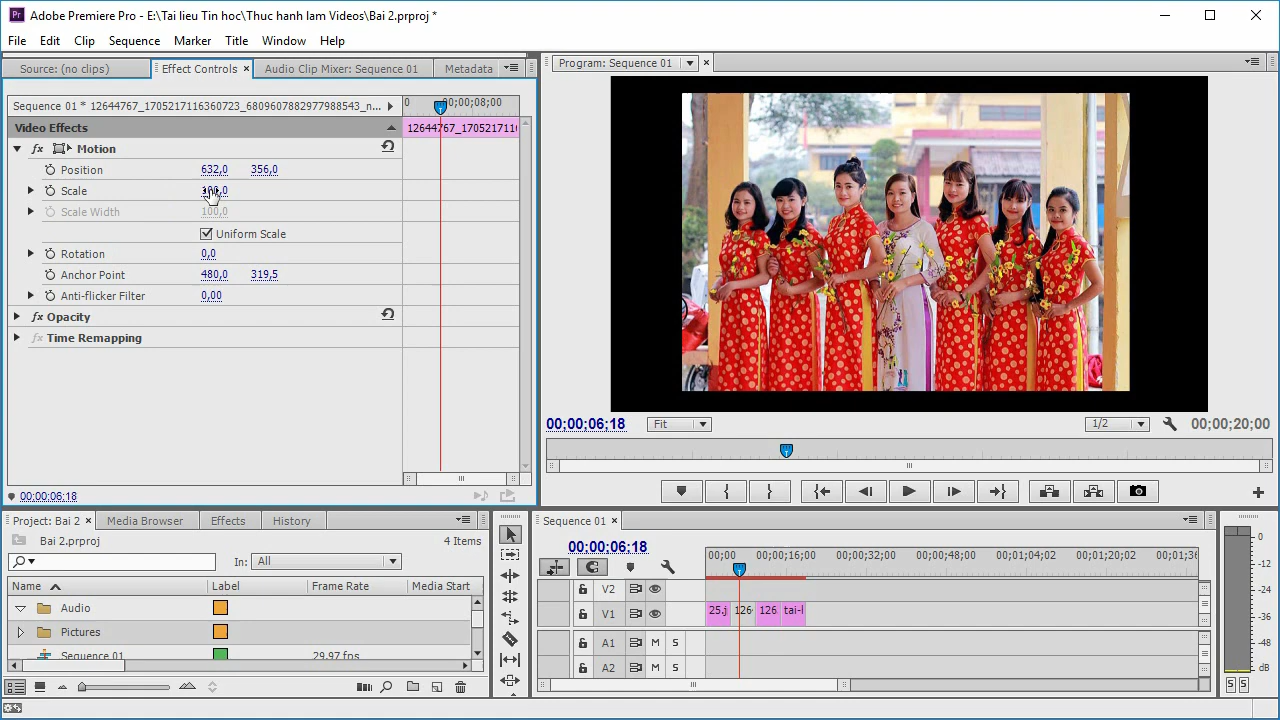 Adobe Premiere Pro - E:\Tai lieu Tin hoc\Thuc hanh lam Videos\Bai 2.prproj *
File Edit Clip Sequence Marker Title Window Help
Source: (no clips) Effect Controls × Audio Clip Mixer: Sequence 01 Metadata
Program: Sequence 01 ×
Sequence 01 * 12644767_1705217116380723_6809607882977988543_n...
0 00;00;08;00
Video Effects
12644767_170521711
fx Motion
Position 632,0 356,0
Scale
Scale Width 100,0
Uniform Scale
Rotation 0,0
Anchor Point 480,0 319,5
Anti-flicker Filter 0,00
fx Opacity
fx Time Remapping
00;00;06;18
00;00;06;18 Fit 1/2 00;00;20;00
Project: Bai 2 × Media Browser Effects History
Bai 2.prproj 4 Items
In: All
Name Label Frame Rate Media Start
Audio
Pictures
Sequence 01 29,97 fps
Sequence 01 ×
00;00;06;18
00;00 00;00;16;00 00;00;32;00 00;00;48;00 00;01;04;02 00;01;20;02 00;01;36
V2
V1 25.j 126 126 tai-l
A1 M S
A2 M S
0
-12
-24
-36
dB
S S